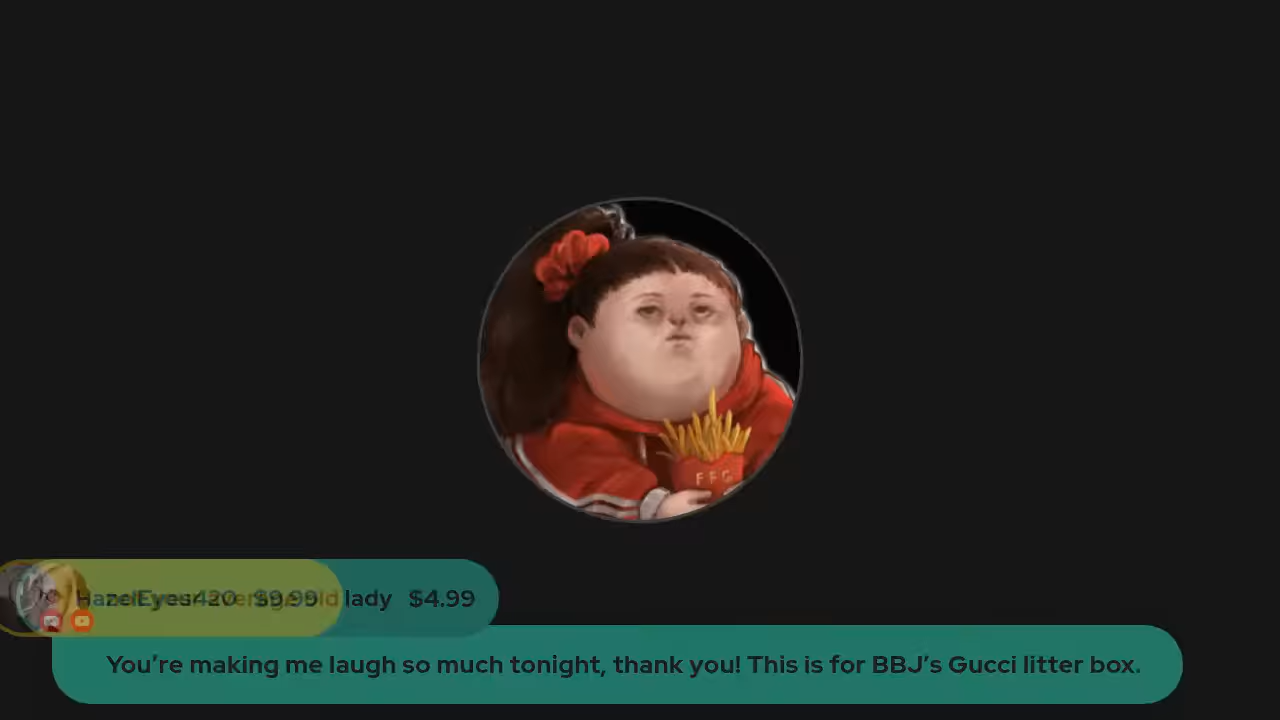 FFG
HazelEyes420 $9.99 lady $4.99
You're making me laugh so much tonight, thank you! This is for BBJ's Gucci litter box.